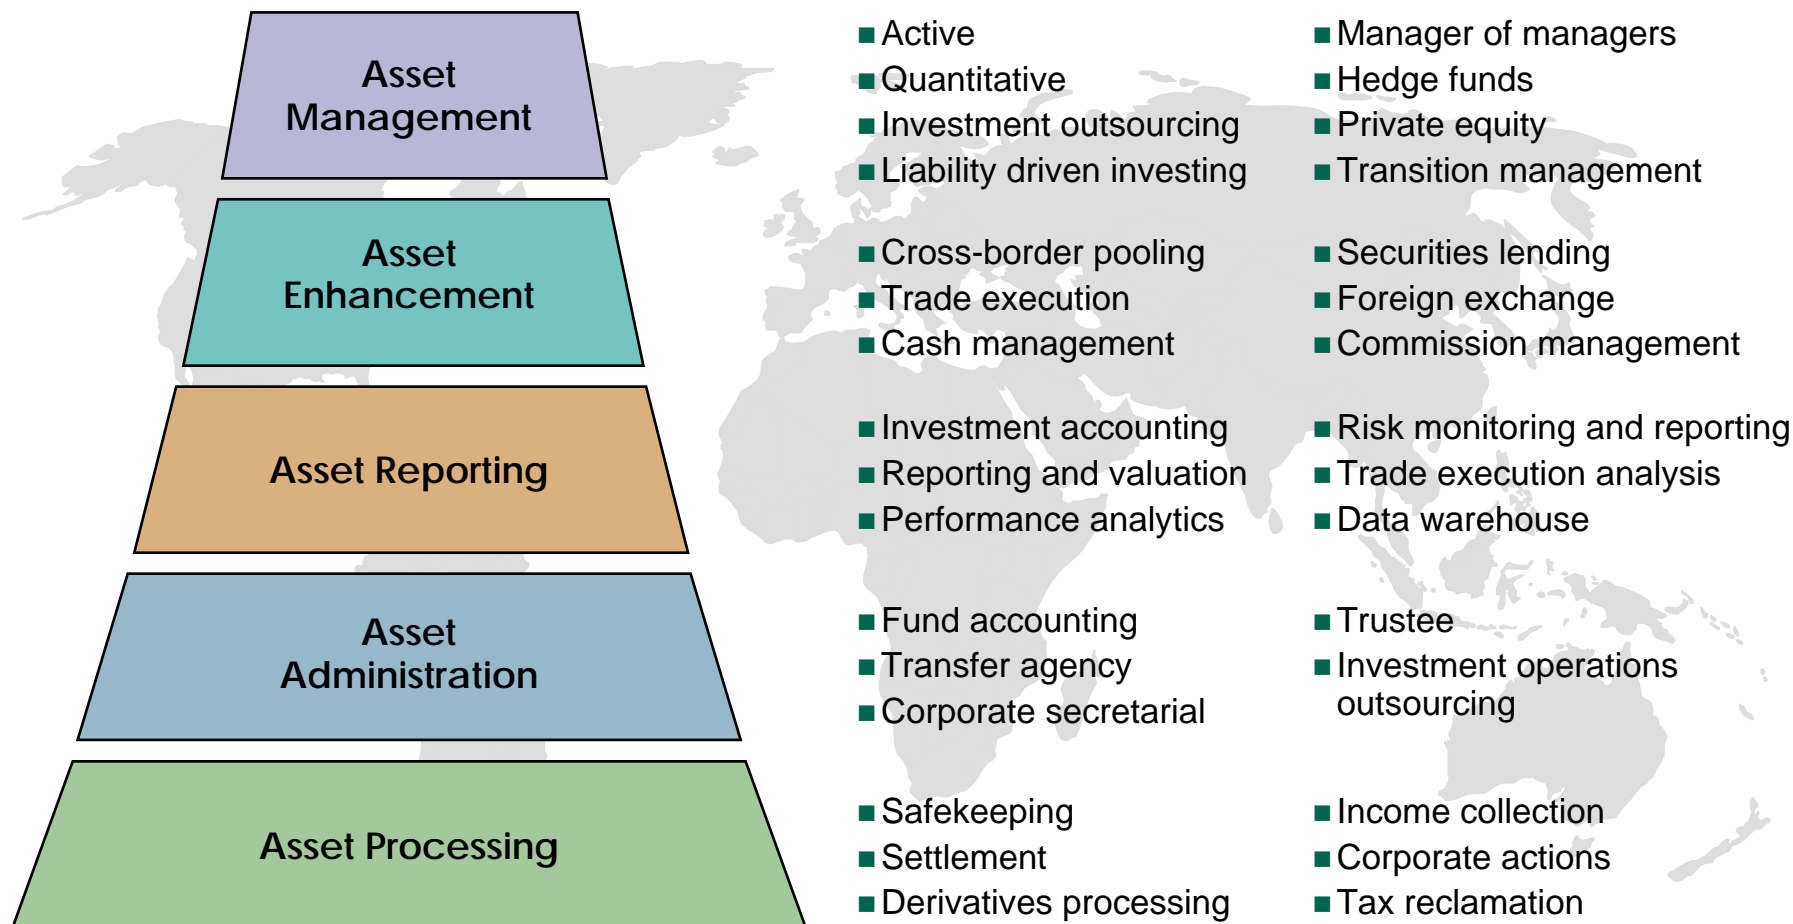 Asset
Management
■ Active
■ Quantitative
■ Investment outsourcing
■ Liability driven investing
■ Manager of managers
■ Hedge funds
■ Private equity
■ Transition management
Asset
Enhancement
■ Cross-border pooling
■ Trade execution
■ Cash management
■ Securities lending
■ Foreign exchange
■ Commission management
Asset Reporting
■ Investment accounting
■ Reporting and valuation
■ Performance analytics
■ Risk monitoring and reporting
■ Trade execution analysis
■ Data warehouse
Asset
Administration
■ Fund accounting
■ Transfer agency
■ Corporate secretarial
■ Trustee
■ Investment operations
outsourcing
Asset Processing
■ Safekeeping
■ Settlement
■ Derivatives processing
■ Income collection
■ Corporate actions
■ Tax reclamation